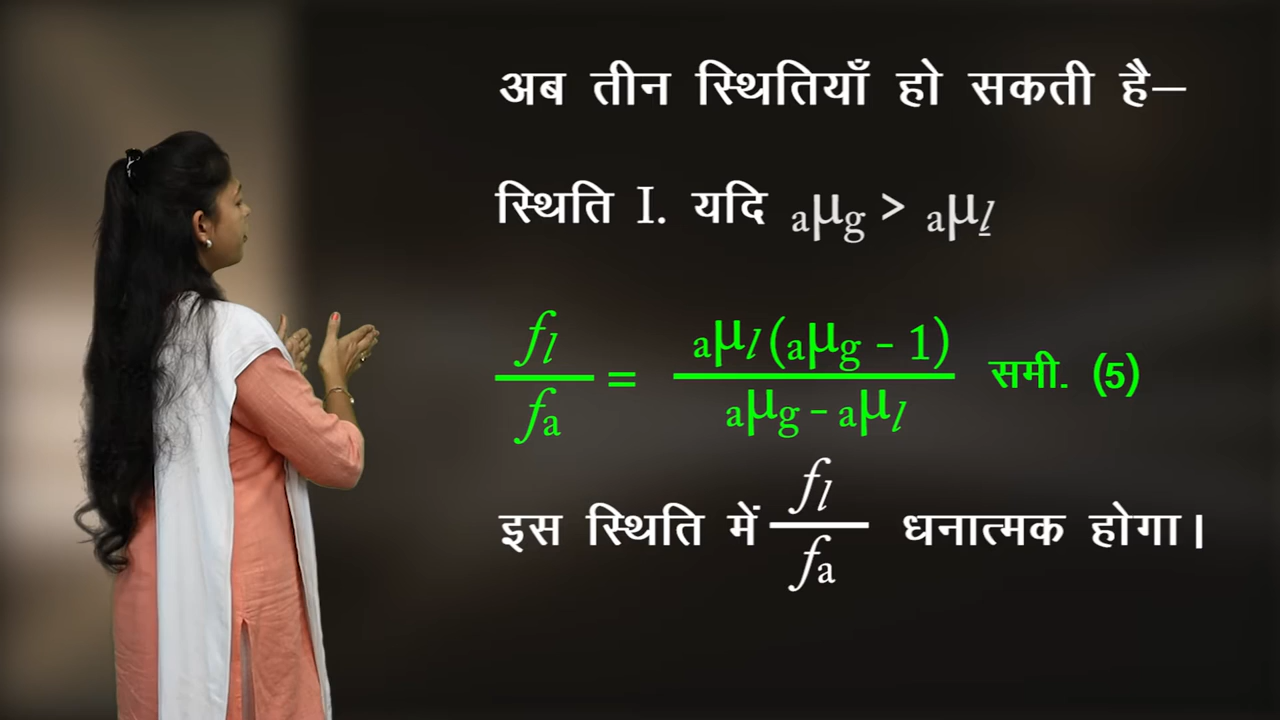 अब तीन स्थितियाँ हो सकती है–
स्थिति I. यदि aμg > aμl
fl/fa = aμl(aμg - 1)/aμg - aμl समी. (5)
इस स्थिति में fl/fa धनात्मक होगा।